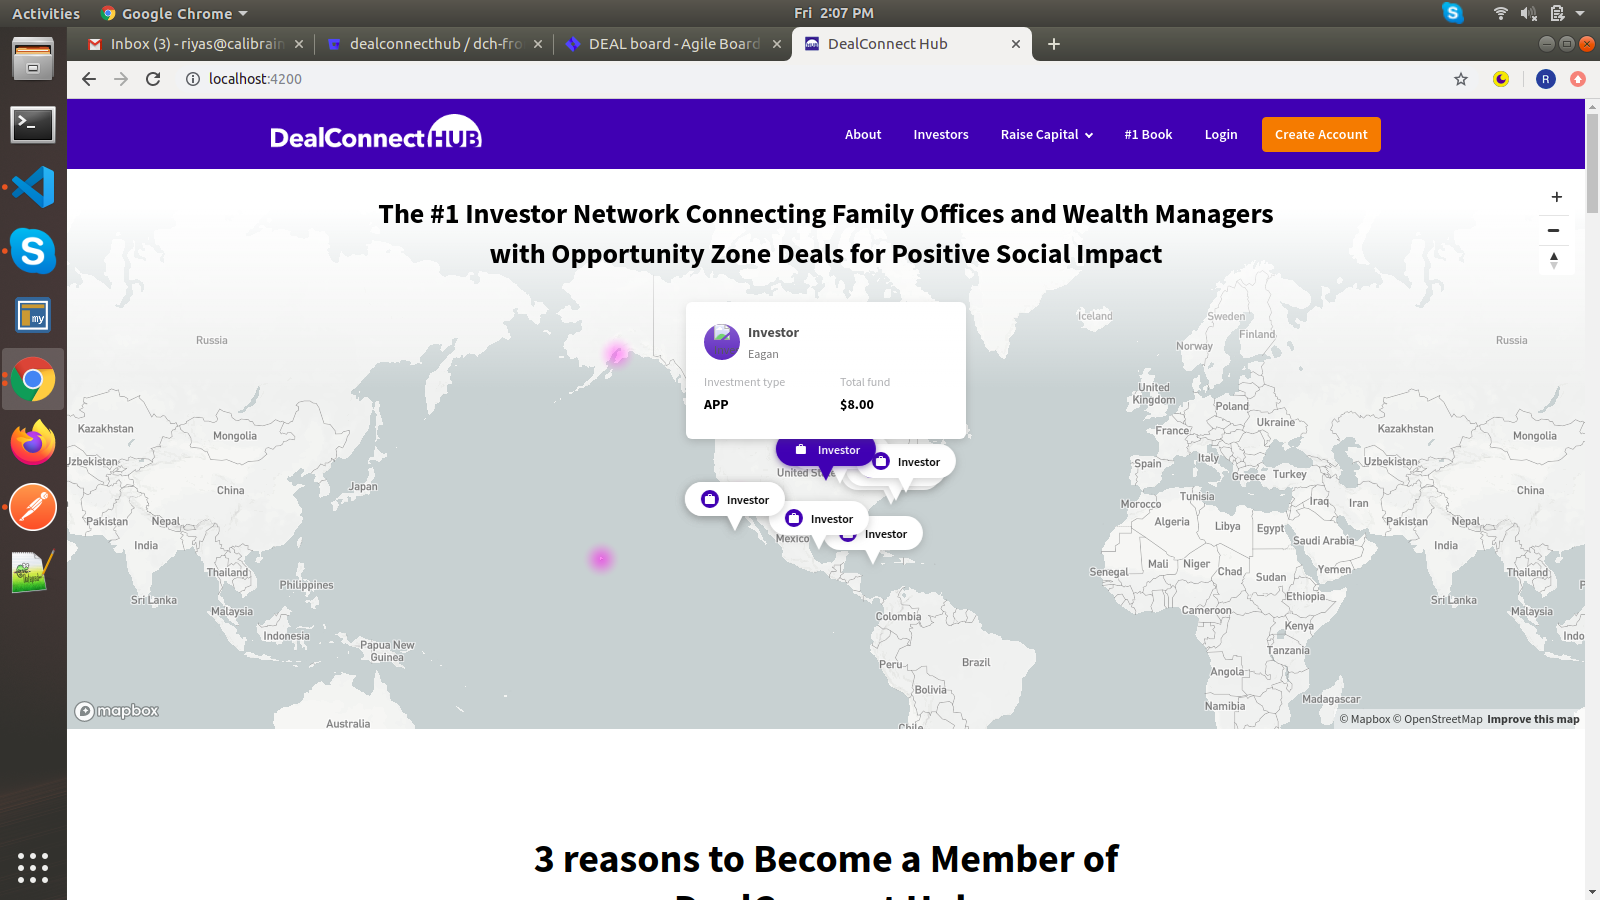 Activities
Google Chrome
Fri 2:07 PM
Inbox (3) - riyas@calibrain
dealconnecthub / dch-fro
DEAL board - Agile Board
DealConnect Hub
localhost:4200
R
DealConnect HUB
About
Investors
Raise Capital
#1 Book
Login
Create Account
The #1 Investor Network Connecting Family Offices and Wealth Managers
with Opportunity Zone Deals for Positive Social Impact
Investor
Eagan
Investment type
Total fund
APP
$8.00
Investor
Investor
Investor
Investor
Investor
Russia
Kazakhstan
Mongolia
Uzbekistan
China
Japan
Pakistan
Nepal
India
Thailand
Philippines
Sri Lanka
Malaysia
Indonesia
Papua New
Guinea
Australia
Mexico
Colombia
Peru
Brazil
Bolivia
Chile
Iceland
Sweden
Finland
Norway
Russia
United
Kingdom
Poland
France
Ukraine
Kazakhstan
Mongolia
Italy
Spain
Uzbekistan
Greece
Turkey
China
Tunisia
Morocco
Iraq
Iran
Algeria
Libya
Egypt
Pakistan
Nepal
Saudi Arabia
India
Mali
Niger
Chad
Yemen
Senegal
Sudan
Thailand
Ethiopia
Sri Lanka
Cameroon
Malaysia
Kenya
Indo
Tanzania
Angola
Madagascar
Namibia
mapbox
© Mapbox © OpenStreetMap Improve this map
3 reasons to Become a Member of
DealConnect Hub